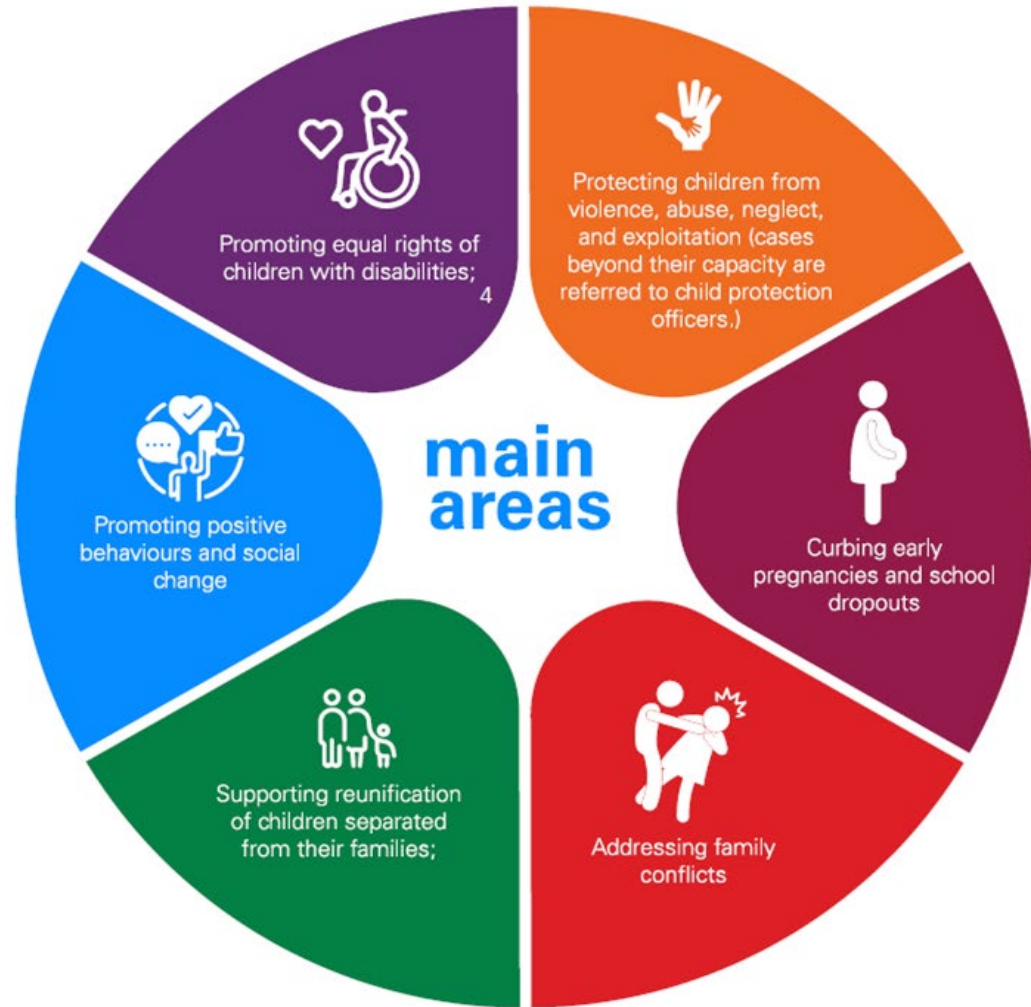 main
areas
Protecting children from
violence, abuse, neglect,
and exploitation (cases
beyond their capacity are
referred to child protection
officers.)
Curbing early
pregnancies and school
dropouts
Addressing family
conflicts
Supporting reunification
of children separated
from their families;
Promoting positive
behaviours and social
change
Promoting equal rights of
children with disabilities;
4